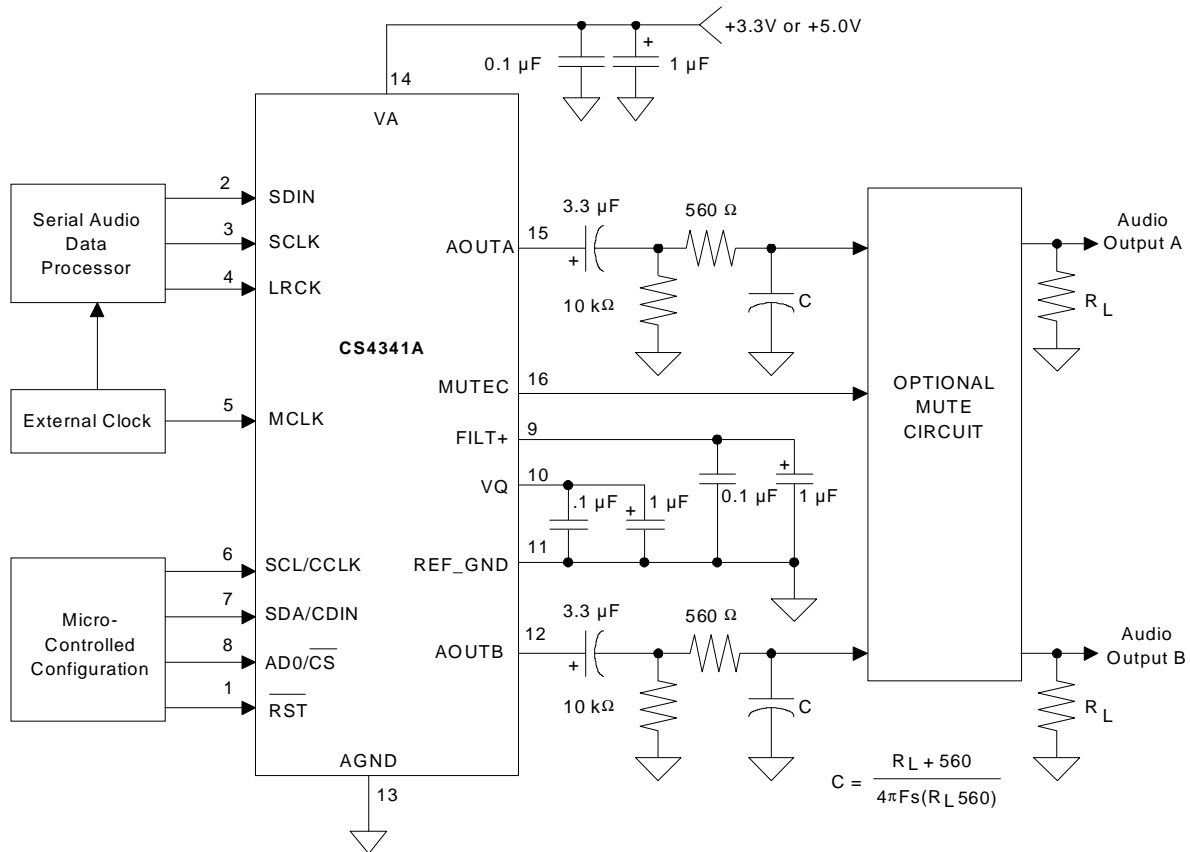 +3.3V or +5.0V
0.1 µF
+
1 µF
14
VA
Serial Audio
Data
Processor
2
SDIN
3
SCLK
4
LRCK
External Clock
5
MCLK
CS4341A
Micro-
Controlled
Configuration
6
SCL/CCLK
7
SDA/CDIN
8
AD0/C̅S̅
1
R̅S̅T̅
AGND
13
AOUTA
15
3.3 µF
+
10 kΩ
560 Ω
C
MUTEC
16
FILT+
9
0.1 µF
+
1 µF
VQ
10
.1 µF
+
1 µF
REF_GND
11
AOUTB
12
3.3 µF
+
10 kΩ
560 Ω
C
OPTIONAL
MUTE
CIRCUIT
Audio
Output A
RL
Audio
Output B
RL
C = 
RL + 560
4πFs(RL 560)